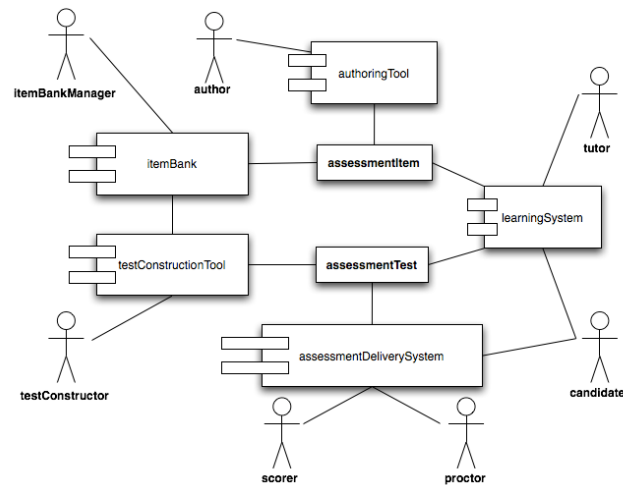 authoringTool
itemBankManager
author
tutor
itemBank
assessmentItem
learningSystem
testConstructionTool
assessmentTest
assessmentDeliverySystem
testConstructor
candidate
scorer
proctor